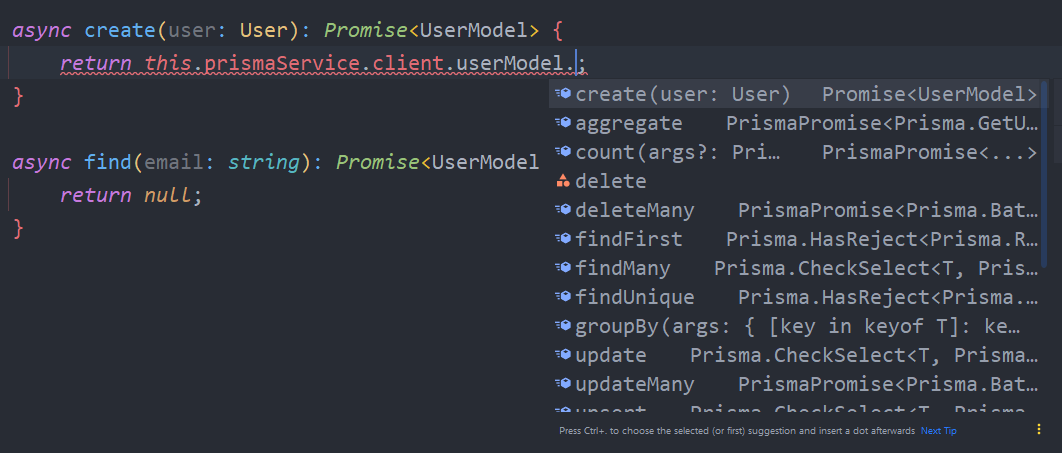 async create(user: User): Promise<UserModel> {
return this.prismaService.client.userModel.;
}
create(user: User) Promise<UserModel>
aggregate PrismaPromise<Prisma.GetU…
count(args?: Pri… PrismaPromise<...>
delete
deleteMany PrismaPromise<Prisma.Bat…
findFirst Prisma.HasReject<Prisma.R…
findMany Prisma.CheckSelect<T, Pris…
findUnique Prisma.HasReject<Prisma.…
groupBy(args: { [key in keyof T]: ke…
update Prisma.CheckSelect<T, Prisma…
updateMany PrismaPromise<Prisma.Bat…
upsert Prisma.CheckSelect<T, Prisma…
Press Ctrl+. to choose the selected (or first) suggestion and insert a dot afterwards Next Tip
async find(email: string): Promise<UserModel
return null;
}